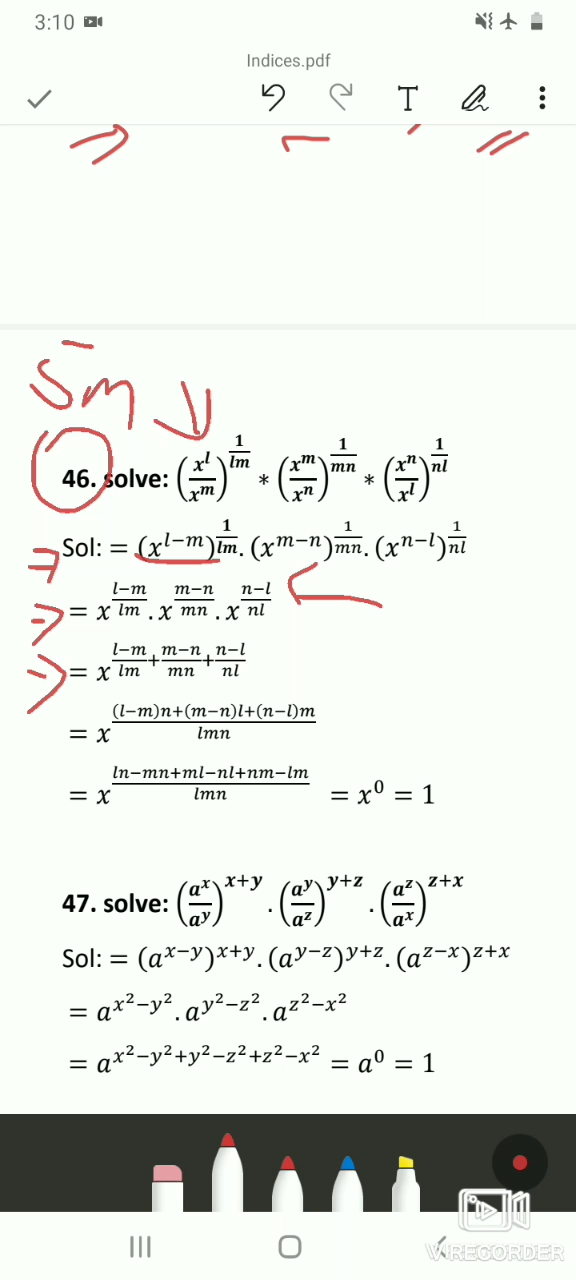 3:10
Indices.pdf
T
5m
46. solve: (x^l/x^m)^(1/lm) * (x^m/x^n)^(1/mn) * (x^n/x^l)^(1/nl)
Sol: = (x^(l−m))^(1/lm) . (x^(m−n))^(1/mn) . (x^(n−l))^(1/nl)
= x^((l−m)/lm) . x^((m−n)/mn) . x^((n−l)/nl)
= x^((l−m)/lm + (m−n)/mn + (n−l)/nl)
= x^(((l−m)n+(m−n)l+(n−l)m)/lmn)
= x^((ln−mn+ml−nl+nm−lm)/lmn) = x^0 = 1
47. solve: (a^x/a^y)^(x+y) . (a^y/a^z)^(y+z) . (a^z/a^x)^(z+x)
Sol: = (a^(x−y))^(x+y) . (a^(y−z))^(y+z) . (a^(z−x))^(z+x)
= a^(x²−y²) . a^(y²−z²) . a^(z²−x²)
= a^(x²−y²+y²−z²+z²−x²) = a^0 = 1
VRECORDER